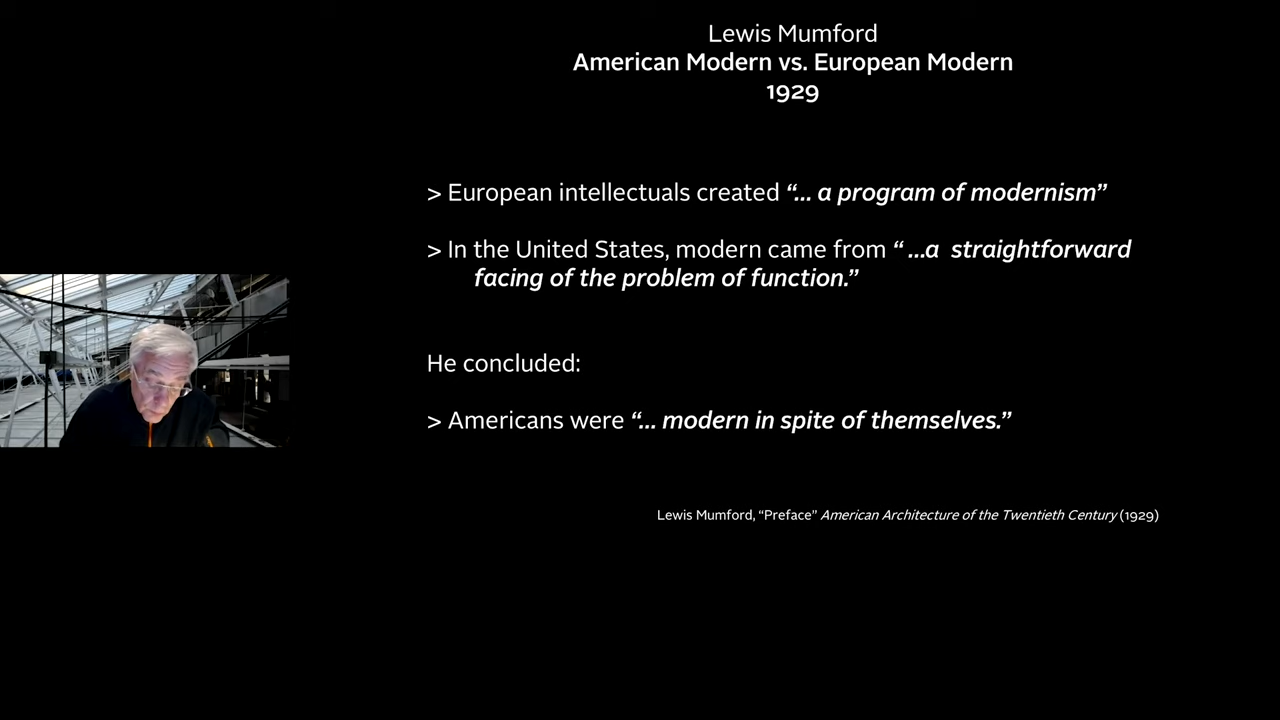 Lewis Mumford
American Modern vs. European Modern
1929
> European intellectuals created “... a program of modernism”
> In the United States, modern came from “ ...a  straightforward
facing of the problem of function.”
He concluded:
> Americans were “... modern in spite of themselves.”
Lewis Mumford, “Preface” American Architecture of the Twentieth Century (1929)